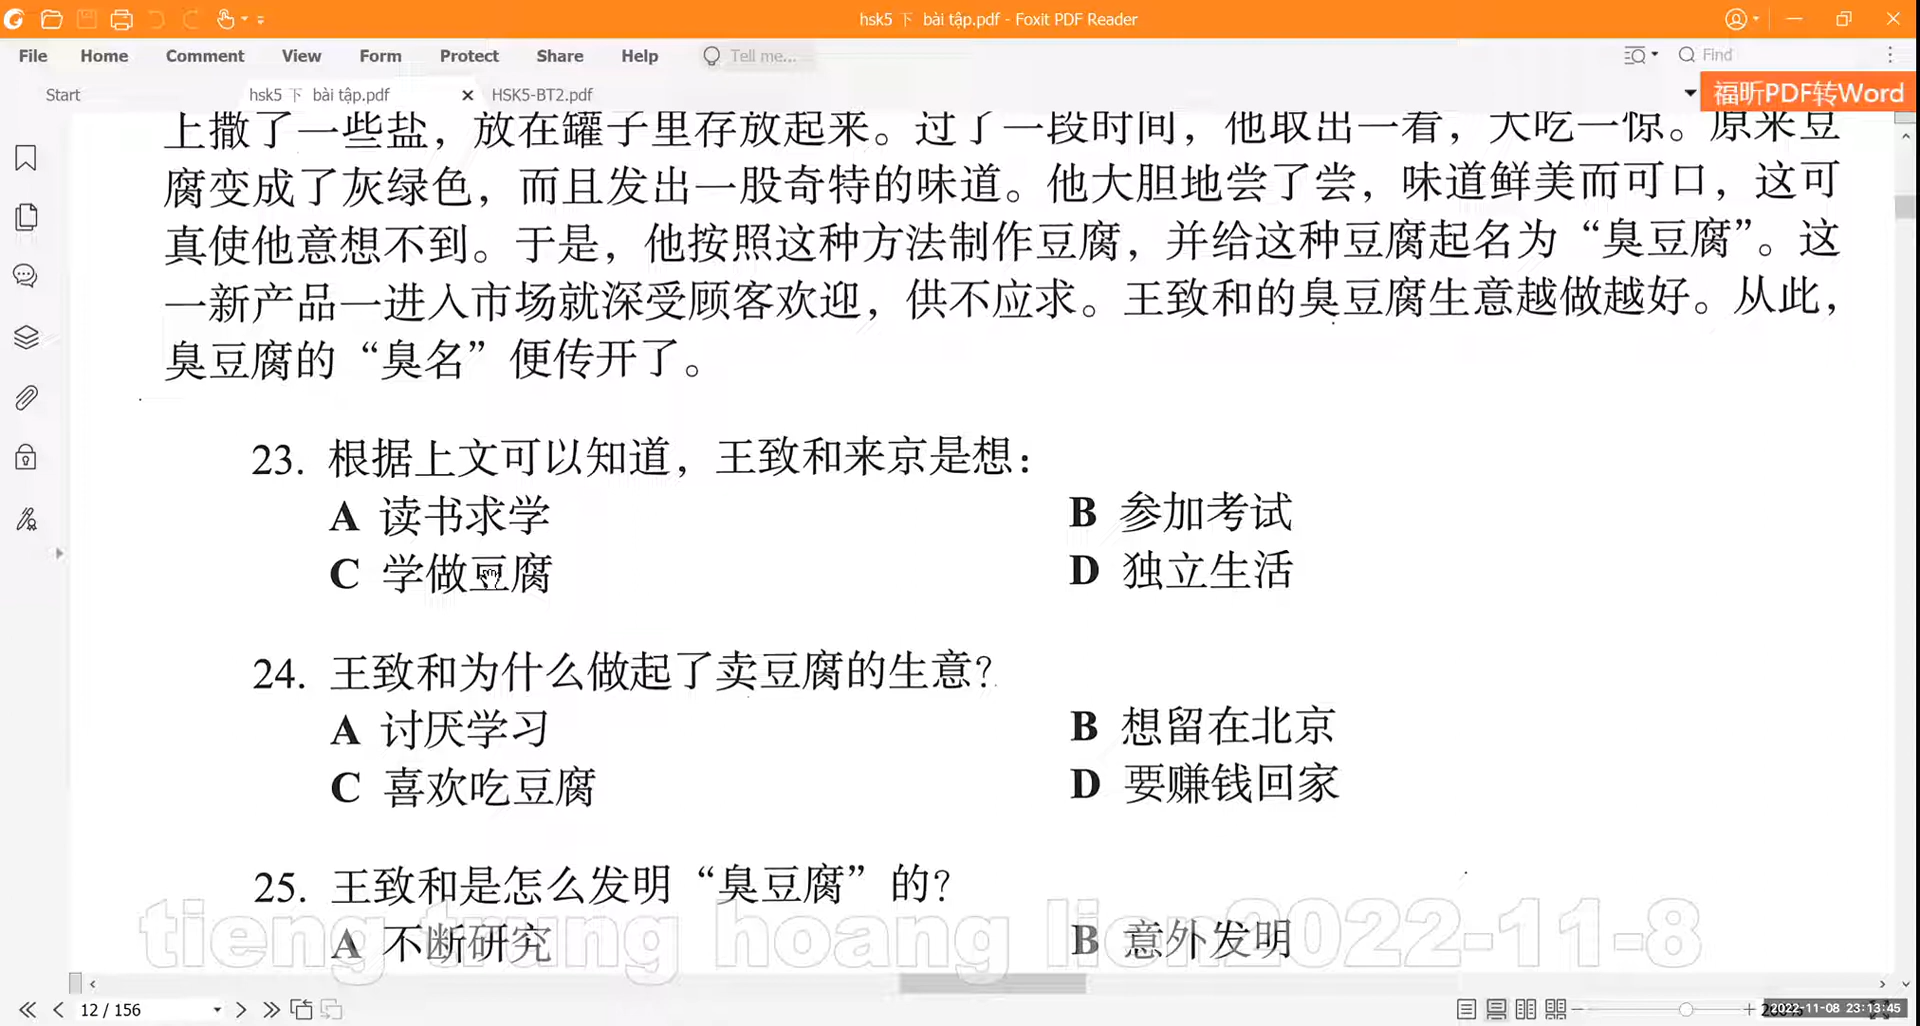 hsk5 下 bài tập.pdf - Foxit PDF Reader
File Home Comment View Form Protect Share Help Tell me... Find
Start hsk5 下 bài tập.pdf HSK5-BT2.pdf 福昕PDF转Word
上撒了一些盐，放在罐子里存放起来。过了一段时间，他取出一看，大吃一惊。原来豆
腐变成了灰绿色，而且发出一股奇特的味道。他大胆地尝了尝，味道鲜美而可口，这可
真使他意想不到。于是，他按照这种方法制作豆腐，并给这种豆腐起名为“臭豆腐”。这
一新产品一进入市场就深受顾客欢迎，供不应求。王致和的臭豆腐生意越做越好。从此，
臭豆腐的“臭名”便传开了。
23. 根据上文可以知道，王致和来京是想：
A 读书求学 B 参加考试
C 学做豆腐 D 独立生活
24. 王致和为什么做起了卖豆腐的生意？
A 讨厌学习 B 想留在北京
C 喜欢吃豆腐 D 要赚钱回家
25. 王致和是怎么发明“臭豆腐”的？
A 不断研究 B 意外发明
tieng trung hoang lien2022-11-8
12 / 156 2022-11-08 23:13:45